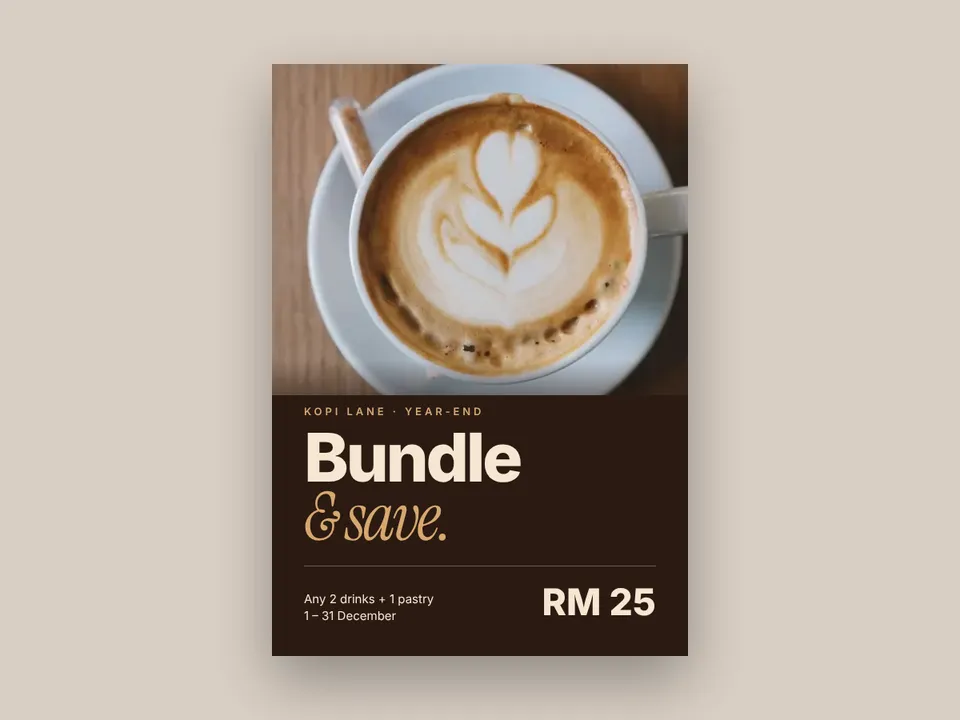 KOPI LANE · YEAR-END
Bundle
& save.
Any 2 drinks + 1 pastry
1 – 31 December
RM 25